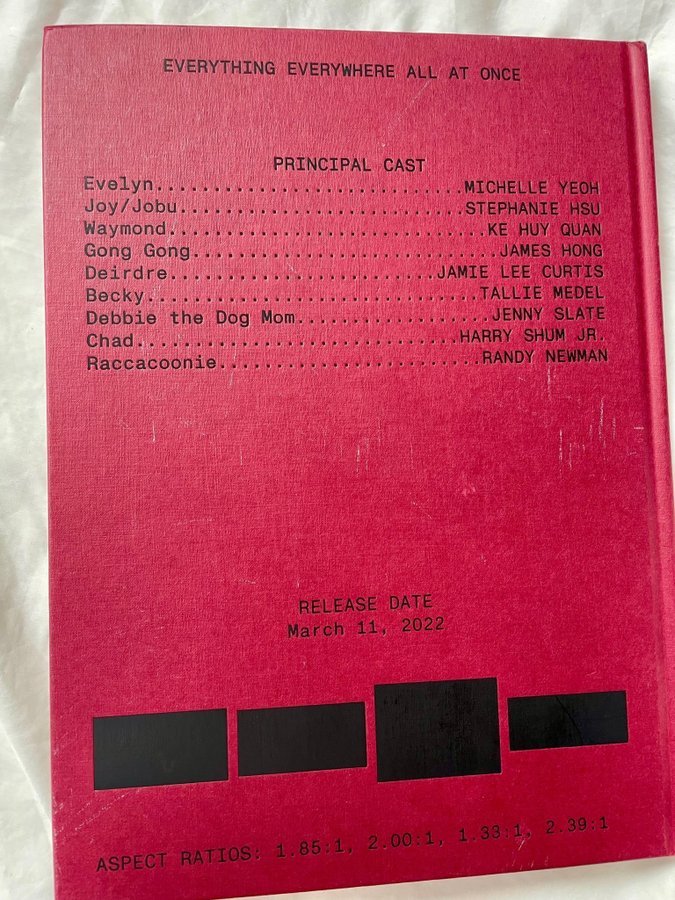 EVERYTHING EVERYWHERE ALL AT ONCE
PRINCIPAL CAST
Evelyn............................MICHELLE YEOH
Joy/Jobu..........................STEPHANIE HSU
Waymond.............................KE HUY QUAN
Gong Gong............................JAMES HONG
Deirdre.........................JAMIE LEE CURTIS
Becky...............................TALLIE MEDEL
Debbie the Dog Mom..................JENNY SLATE
Chad..............................HARRY SHUM JR.
Raccacoonie........................RANDY NEWMAN
RELEASE DATE
March 11, 2022
ASPECT RATIOS: 1.85:1, 2.00:1, 1.33:1, 2.39:1